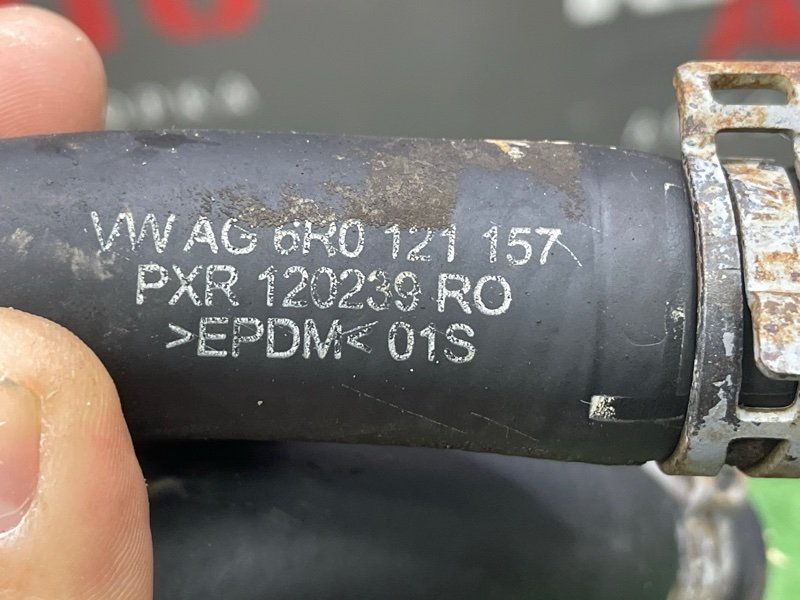 VW AG 6R0 121 157
PXR 120239 RO
>EPDM< 01S